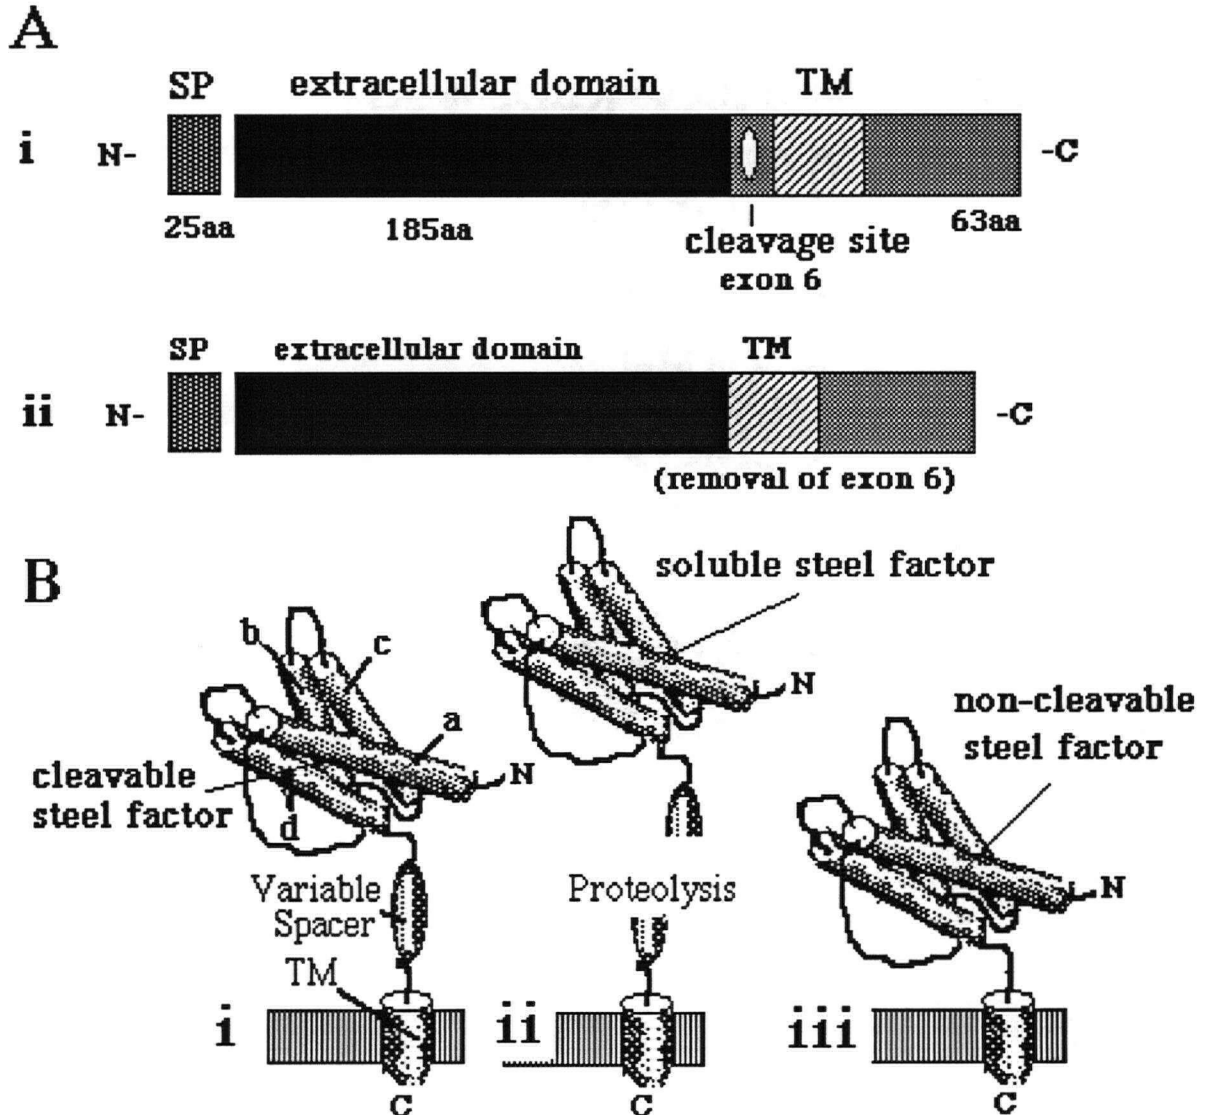 A
SP extracellular domain TM
i N- -C
25aa 185aa 63aa
cleavage site
exon 6
SP extracellular domain TM
ii N- -C
(removal of exon 6)
B
soluble steel factor
b c
N
non-cleavable
steel factor
a
N
cleavable
steel factor
d
Variable
Spacer
Proteolysis
N
TM
i ii iii
C C C